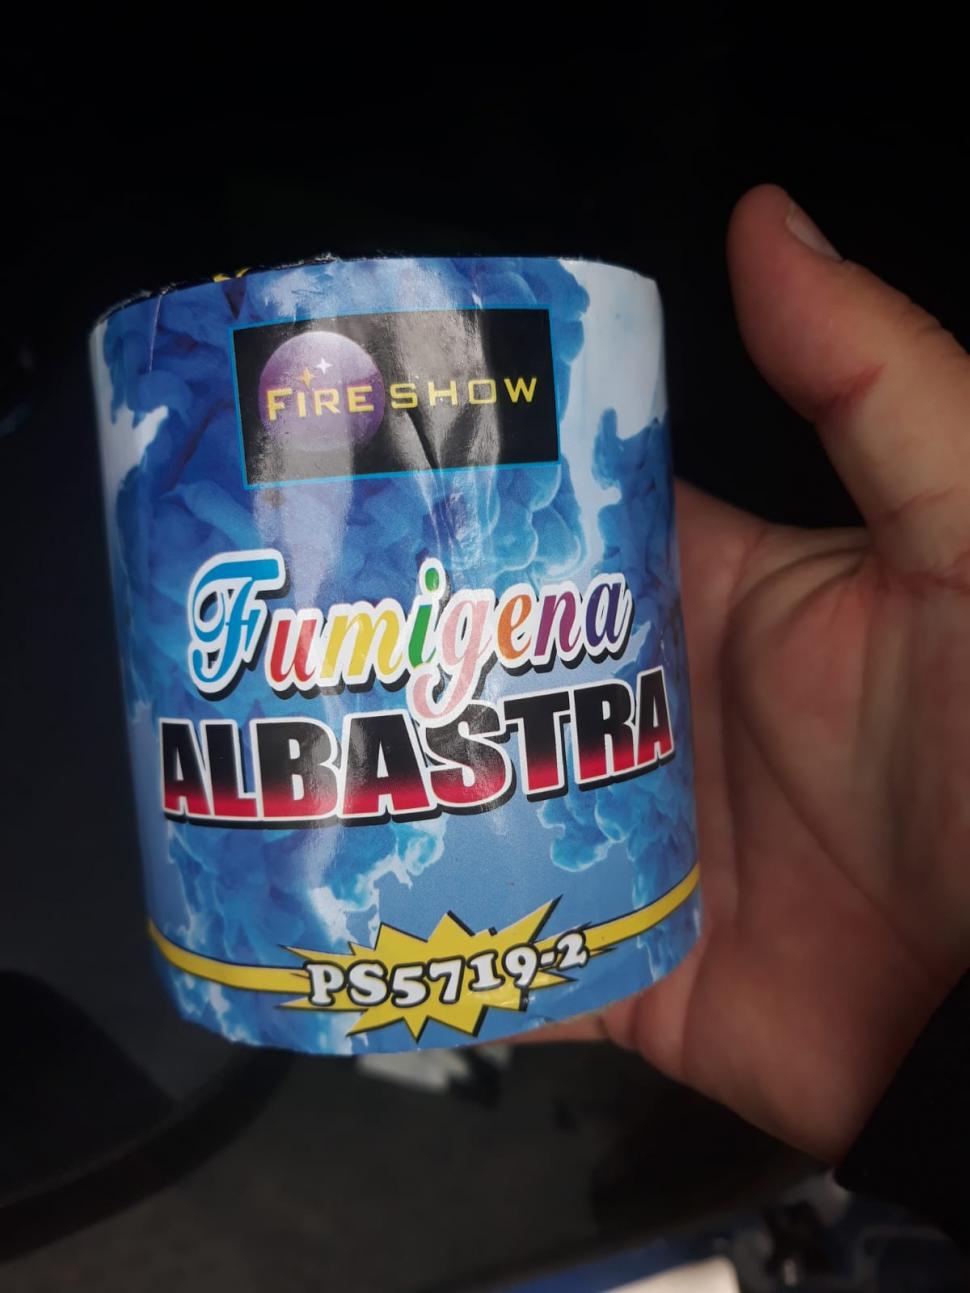 FIRE SHOW
Fumigena
ALBASTRA
PS5719-2